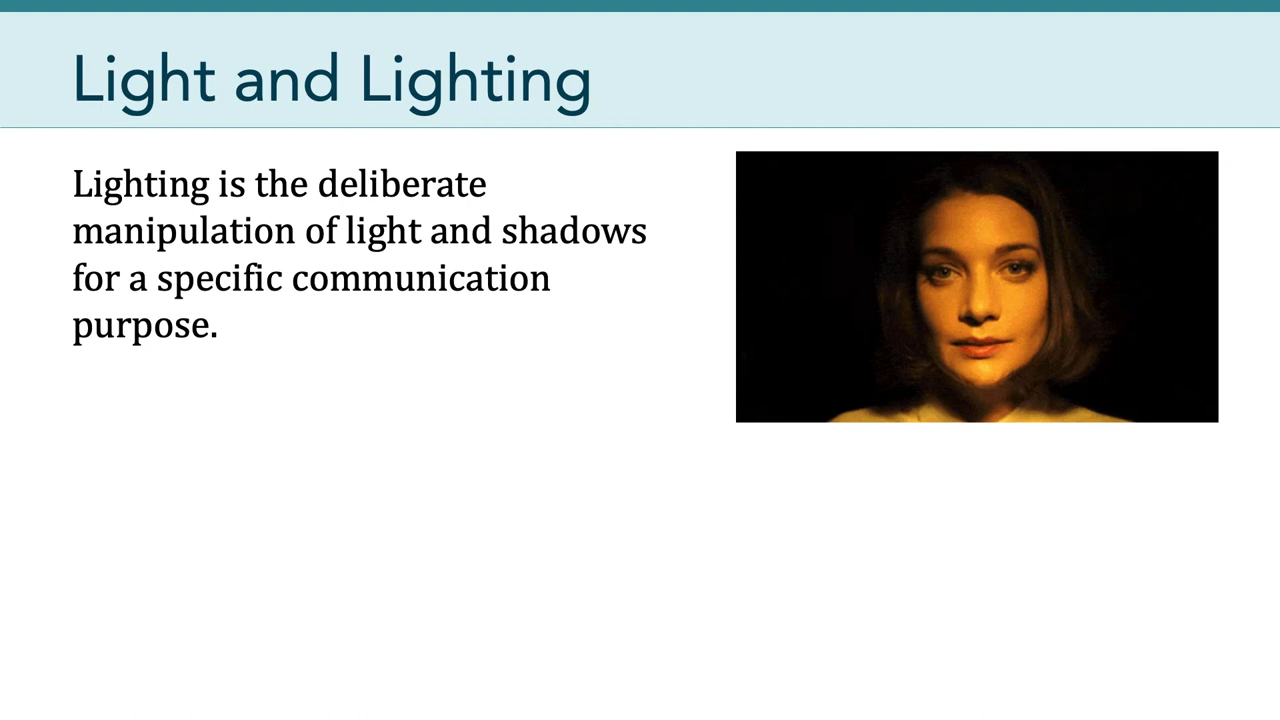 Light and Lighting
Lighting is the deliberate
manipulation of light and shadows
for a specific communication
purpose.